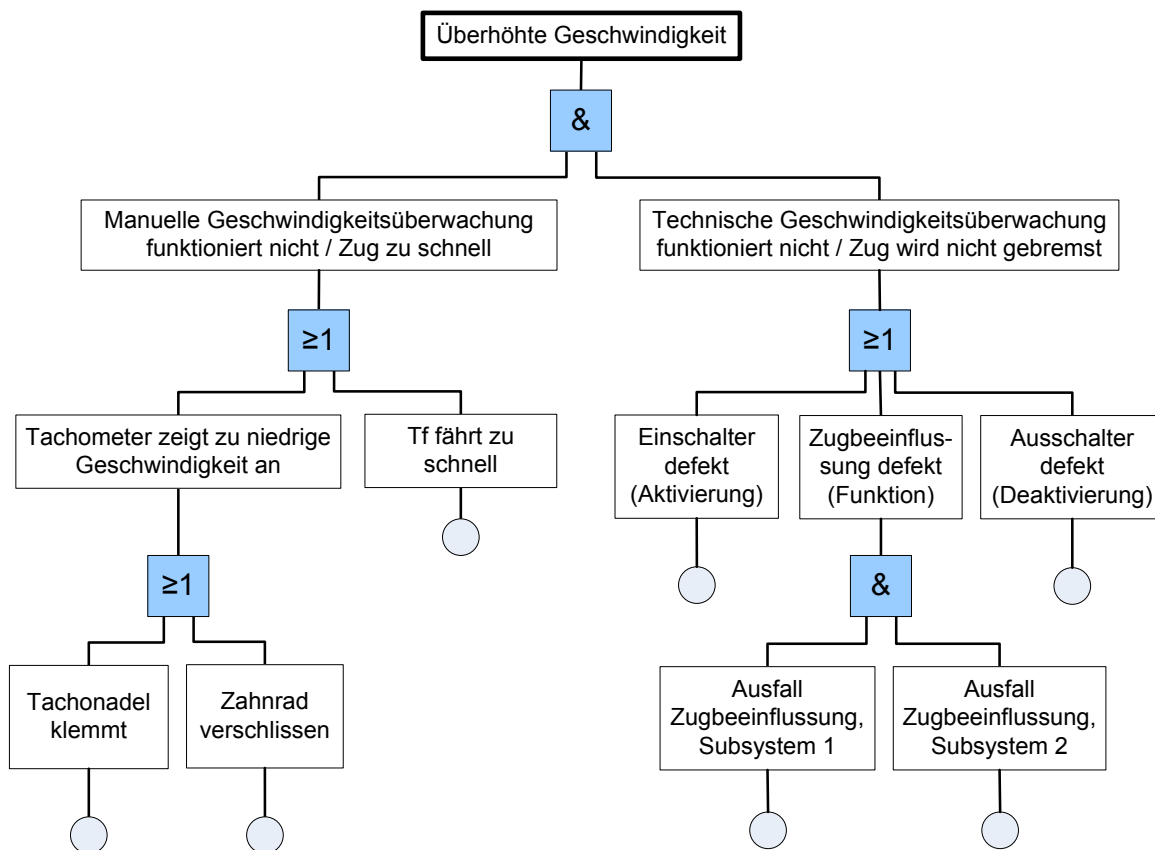 Überhöhte Geschwindigkeit
&
Manuelle Geschwindigkeitsüberwachung
funktioniert nicht / Zug zu schnell
Technische Geschwindigkeitsüberwachung
funktioniert nicht / Zug wird nicht gebremst
≥1
≥1
Tachometer zeigt zu niedrige
Geschwindigkeit an
Tf fährt zu
schnell
Einschalter
defekt
(Aktivierung)
Zugbeeinflus-
sung defekt
(Funktion)
Ausschalter
defekt
(Deaktivierung)
≥1
&
Tachonadel
klemmt
Zahnrad
verschlissen
Ausfall
Zugbeeinflussung,
Subsystem 1
Ausfall
Zugbeeinflussung,
Subsystem 2